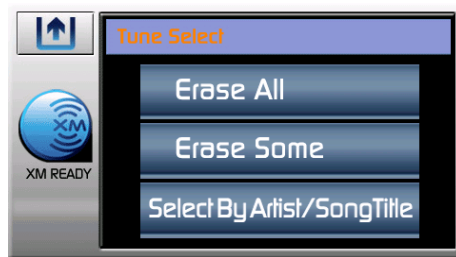 Tune Select
Erase All
Erase Some
XM
XM READY
Select By Artist/SongTitle